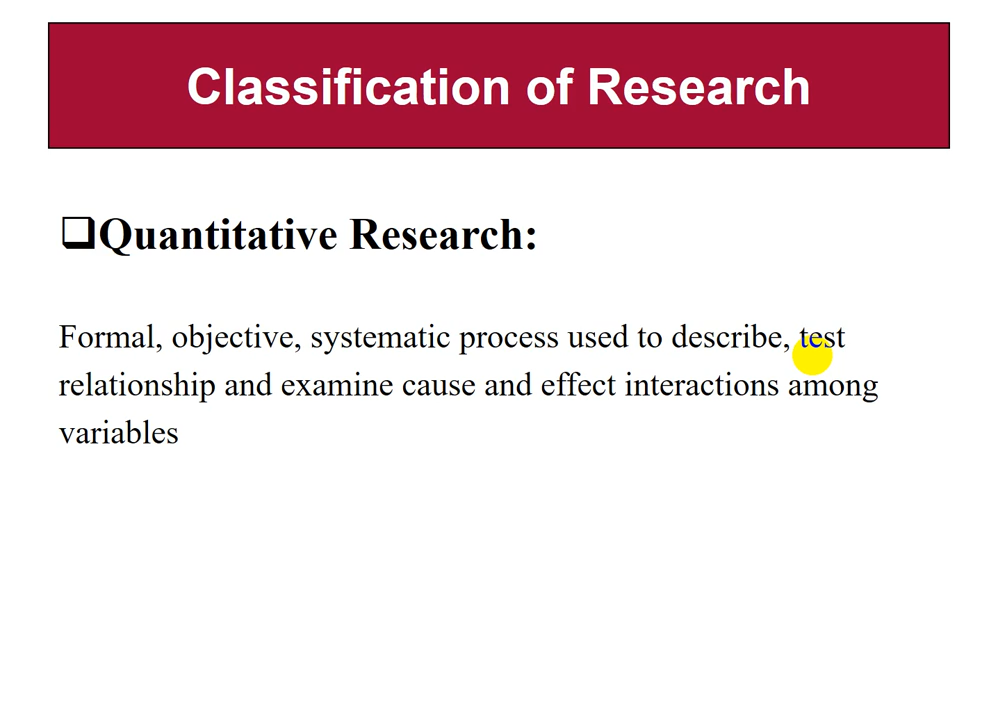 Classification of Research
❑Quantitative Research:
Formal, objective, systematic process used to describe, test
relationship and examine cause and effect interactions among
variables